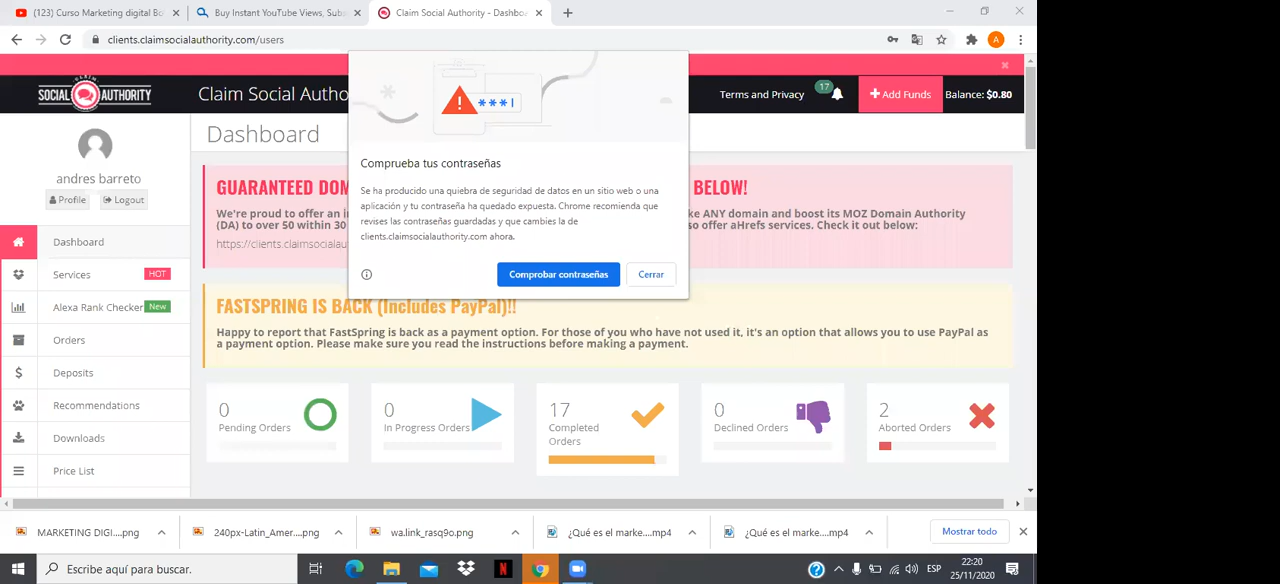 (123) Curso Marketing digital Bo
Buy Instant YouTube Views, Subs
Claim Social Authority - Dashboa
clients.claimsocialauthority.com/users
A
CLAIM
SOCIAL AUTHORITY
Claim Social Autho
Terms and Privacy
17
Add Funds
Balance: $0.80
andres barreto
Profile
Logout
Dashboard
Services HOT
Alexa Rank Checker New
Orders
Deposits
Recommendations
Downloads
Price List
Dashboard
Comprueba tus contraseñas
Se ha producido una quiebra de seguridad de datos en un sitio web o una
aplicación y tu contraseña ha quedado expuesta. Chrome recomienda que
revises las contraseñas guardadas y que cambies la de
clients.claimsocialauthority.com ahora.
Comprobar contraseñas
Cerrar
GUARANTEED DOM BELOW!
We're proud to offer an in ke ANY domain and boost its MOZ Domain Authority
(DA) to over 50 within 30 so offer aHrefs services. Check it out below:
https://clients.claimsocialau
FASTSPRING IS BACK (Includes PayPal)!!
Happy to report that FastSpring is back as a payment option. For those of you who have not used it, it's an option that allows you to use PayPal as
a payment option. Please make sure you read the instructions before making a payment.
0
Pending Orders
0
In Progress Orders
17
Completed
Orders
0
Declined Orders
2
Aborted Orders
MARKETING DIGI....png
240px-Latin_Amer....png
wa.link_rasq9o.png
¿Qué es el marke....mp4
¿Qué es el marke....mp4
Mostrar todo
Escribe aquí para buscar.
N
ESP
22:20
25/11/2020